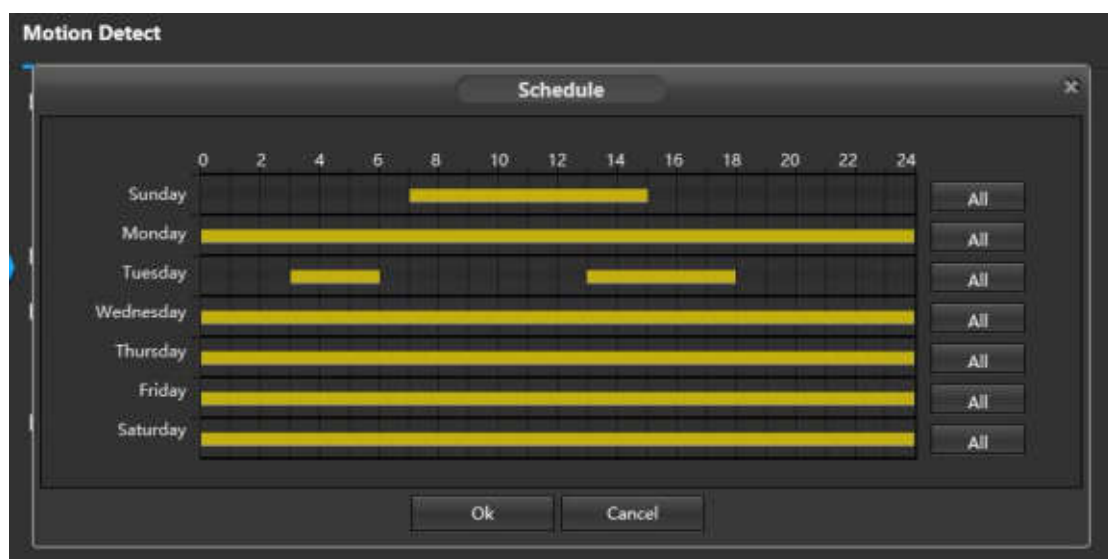 Motion Detect
Schedule
0 2 4 6 8 10 12 14 16 18 20 22 24
Sunday All
Monday All
Tuesday All
Wednesday All
Thursday All
Friday All
Saturday All
Ok Cancel